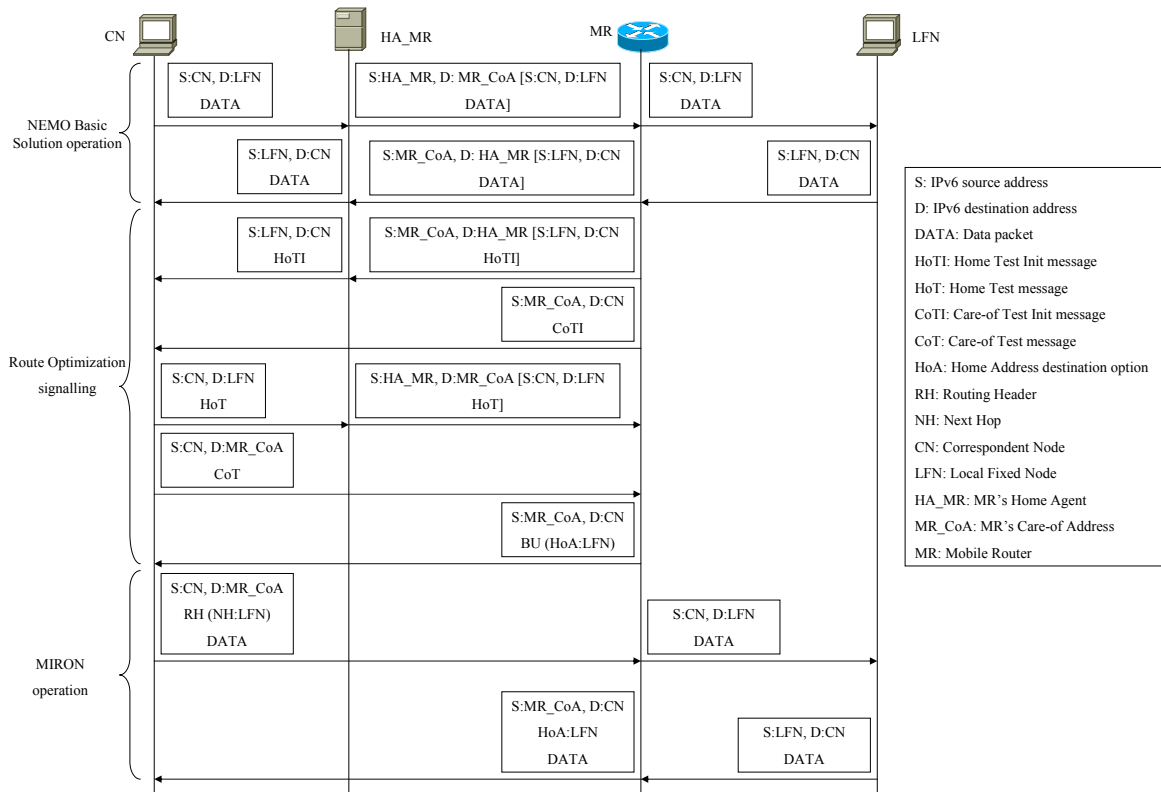 CN
HA_MR
MR
LFN
S:CN, D:LFN
DATA
S:HA_MR, D: MR_CoA [S:CN, D:LFN
DATA]
S:CN, D:LFN
DATA
NEMO Basic
Solution operation
S:LFN, D:CN
DATA
S:MR_CoA, D: HA_MR [S:LFN, D:CN
DATA]
S:LFN, D:CN
DATA
S:LFN, D:CN
HoTI
S:MR_CoA, D:HA_MR [S:LFN, D:CN
HoTI]
S:MR_CoA, D:CN
CoTI
Route Optimization
signalling
S:CN, D:LFN
HoT
S:HA_MR, D:MR_CoA [S:CN, D:LFN
HoT]
S:CN, D:MR_CoA
CoT
S:MR_CoA, D:CN
BU (HoA:LFN)
S:CN, D:MR_CoA
RH (NH:LFN)
DATA
S:CN, D:LFN
DATA
MIRON
operation
S:MR_CoA, D:CN
HoA:LFN
DATA
S:LFN, D:CN
DATA
S: IPv6 source address
D: IPv6 destination address
DATA: Data packet
HoTI: Home Test Init message
HoT: Home Test message
CoTI: Care-of Test Init message
CoT: Care-of Test message
HoA: Home Address destination option
RH: Routing Header
NH: Next Hop
CN: Correspondent Node
LFN: Local Fixed Node
HA_MR: MR's Home Agent
MR_CoA: MR's Care-of Address
MR: Mobile Router